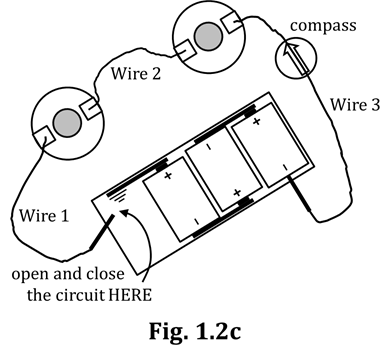 compass
Wire 2
Wire 3
+
−
+
−
+
−
Wire 1
open and close
the circuit HERE
Fig. 1.2c